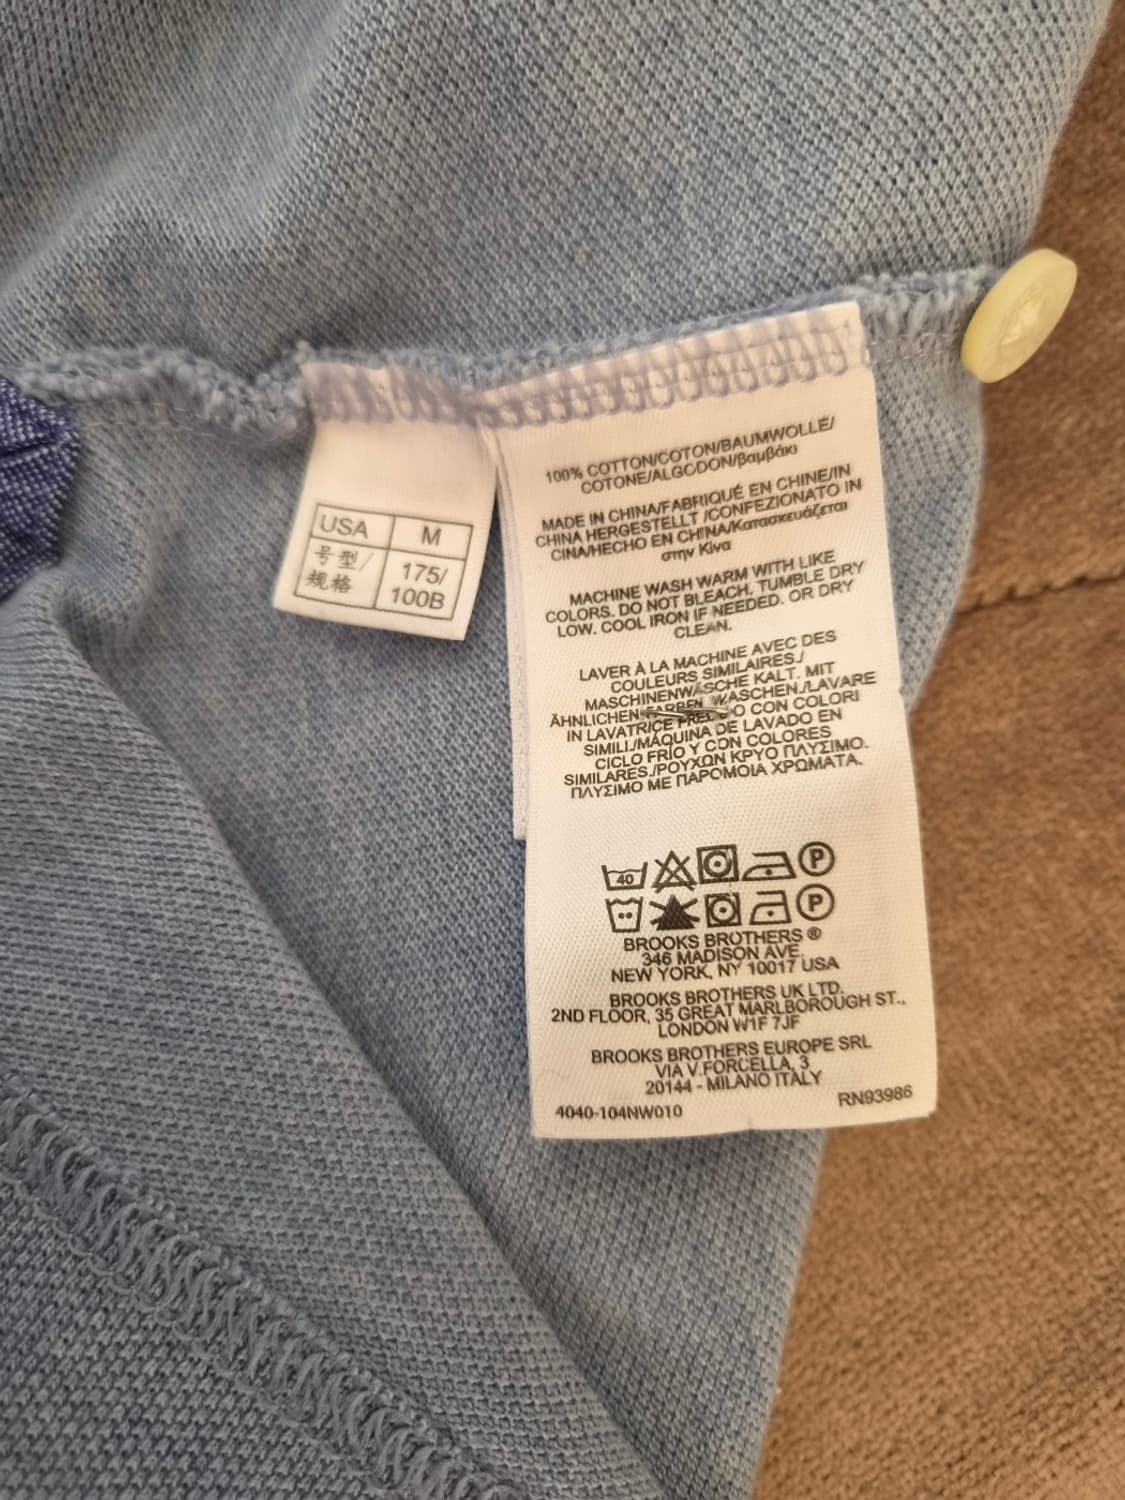 USA M
号型/
规格
175/
100B
100% COTTON/COTON/BAUMWOLLE/
COTONE/ALGODON/βαμβάκι
MADE IN CHINA/FABRIQUÉ EN CHINE/IN
CHINA HERGESTELLT /CONFEZIONATO IN
CINA/HECHO EN CHINA/Κατασκευάζεται
στην Κίνα
MACHINE WASH WARM WITH LIKE
COLORS. DO NOT BLEACH. TUMBLE DRY
LOW. COOL IRON IF NEEDED. OR DRY
CLEAN.
LAVER À LA MACHINE AVEC DES
COULEURS SIMILAIRES./
MASCHINENWÄSCHE KALT. MIT
ÄHNLICHEN FARBEN WASCHEN./LAVARE
IN LAVATRICE CON COLORI
SIMILI./MÁQUINA DE LAVADO EN
CICLO FRÍO Y CON COLORES
SIMILARES./ΡΟΥΧΩΝ ΚΡΥΟ ΠΛΥΣΙΜΟ.
ΠΛΥΣΙΜΟ ΜΕ ΠΑΡΟΜΟΙΑ ΧΡΩΜΑΤΑ.
40 P
P
BROOKS BROTHERS ®
346 MADISON AVE.
NEW YORK, NY 10017 USA
BROOKS BROTHERS UK LTD.
2ND FLOOR, 35 GREAT MARLBOROUGH ST.,
LONDON W1F 7JF
BROOKS BROTHERS EUROPE SRL
VIA V.FORCELLA, 3
20144 - MILANO ITALY
4040-104NW010 RN93986